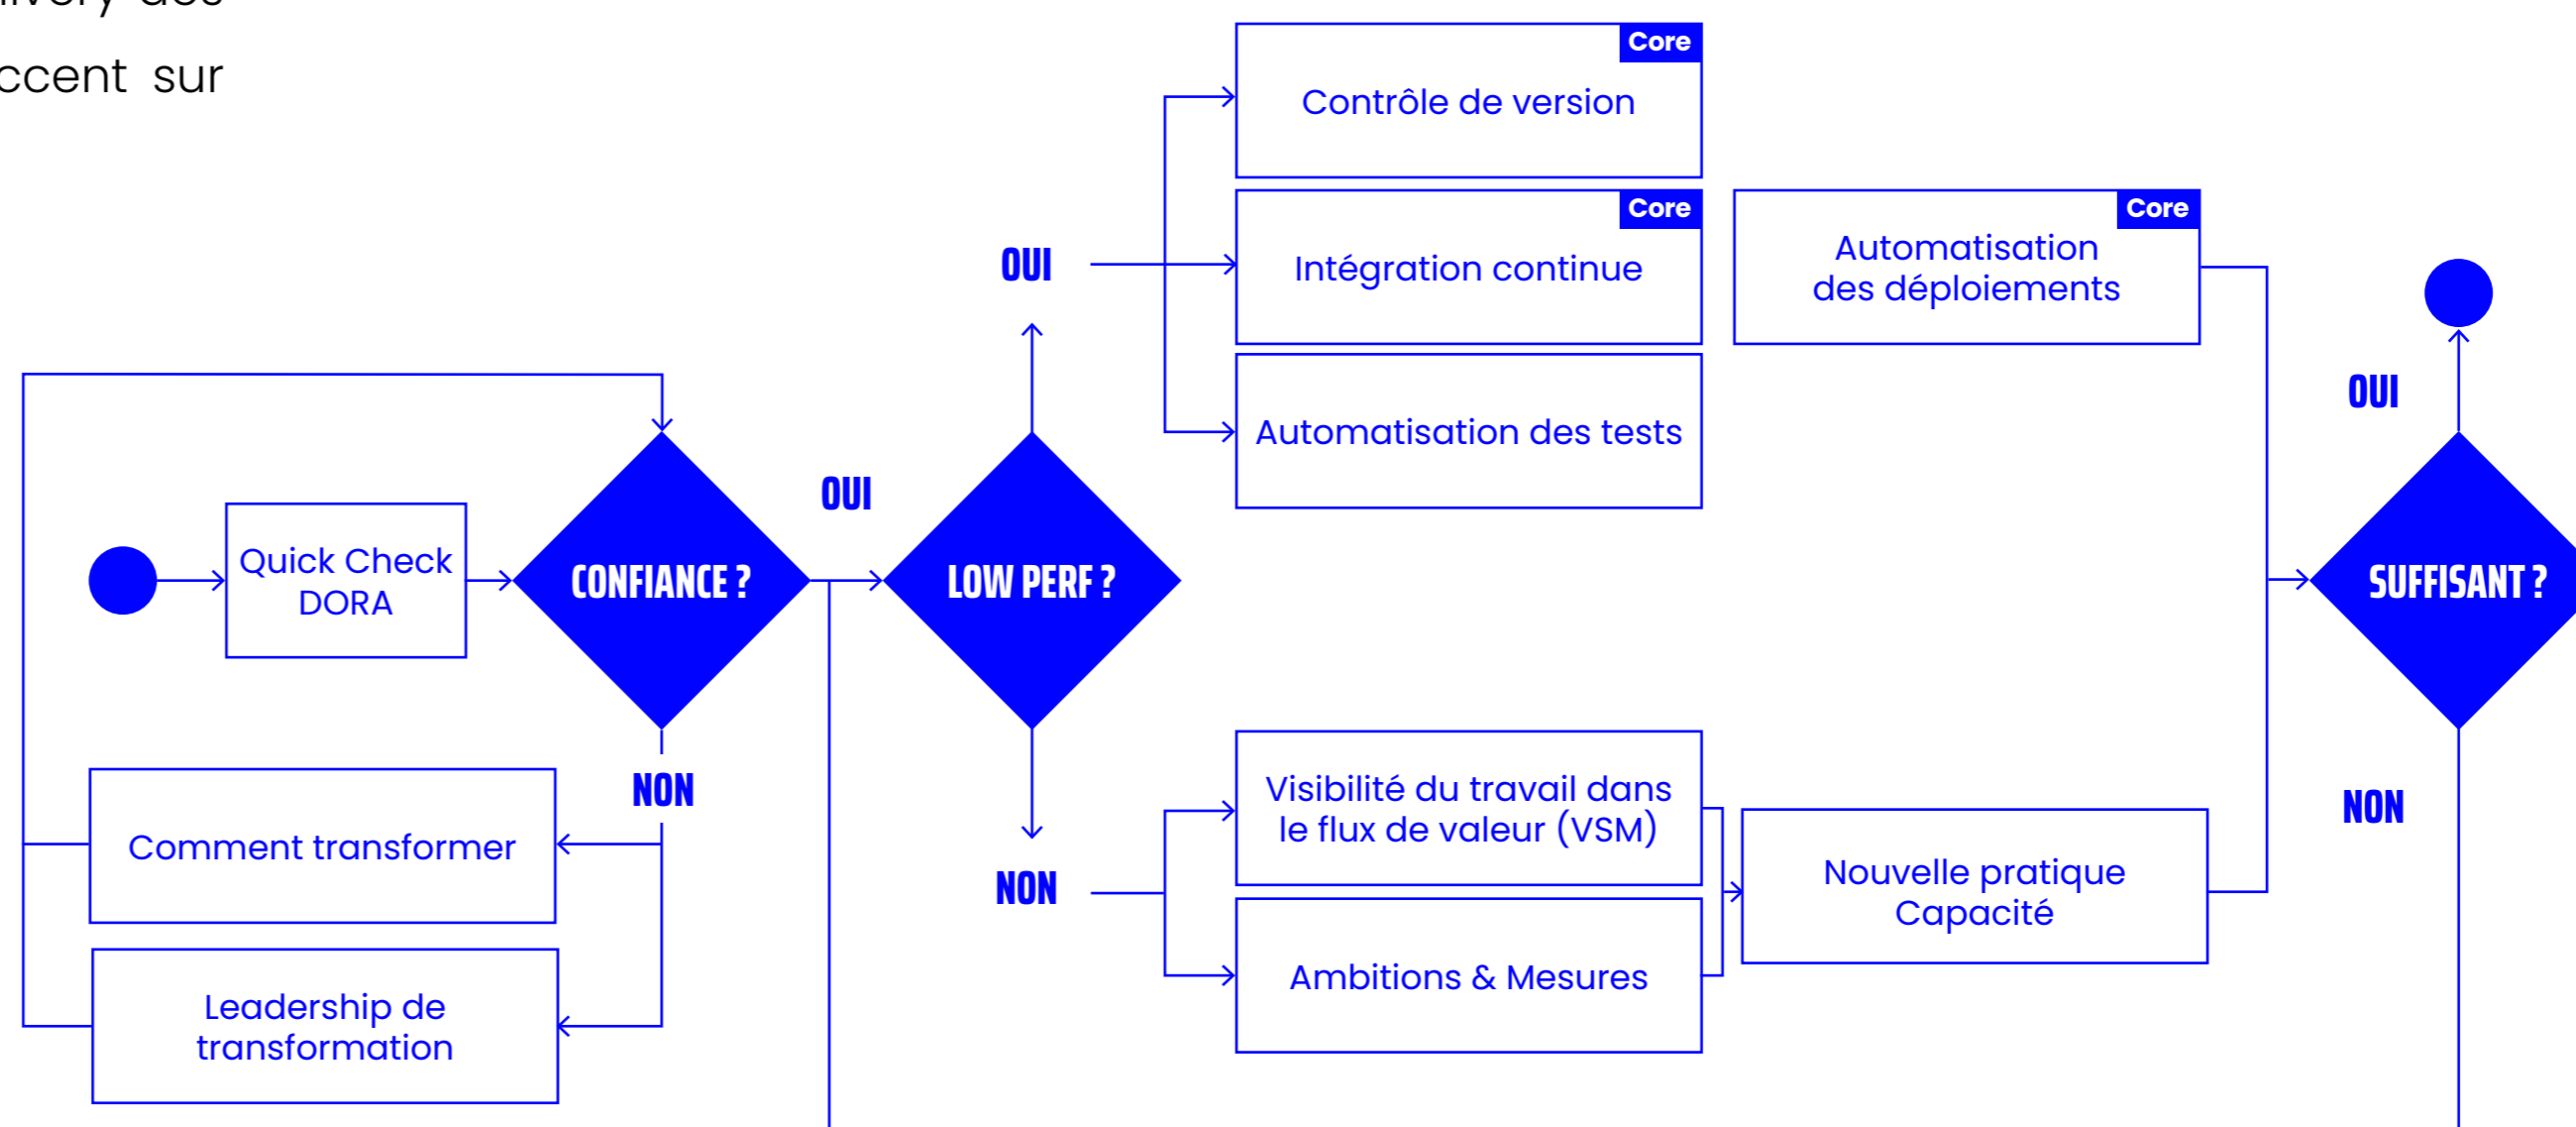 des
ccent sur
Core
Contrôle de version
Core
Intégration continue
Core
Automatisation
des déploiements
OUI
Automatisation des tests
OUI
OUI
Quick Check
DORA
CONFIANCE ?
LOW PERF ?
SUFFISANT ?
NON
Comment transformer
Leadership de
transformation
NON
Visibilité du travail dans
le flux de valeur (VSM)
Ambitions & Mesures
Nouvelle pratique
Capacité
NON